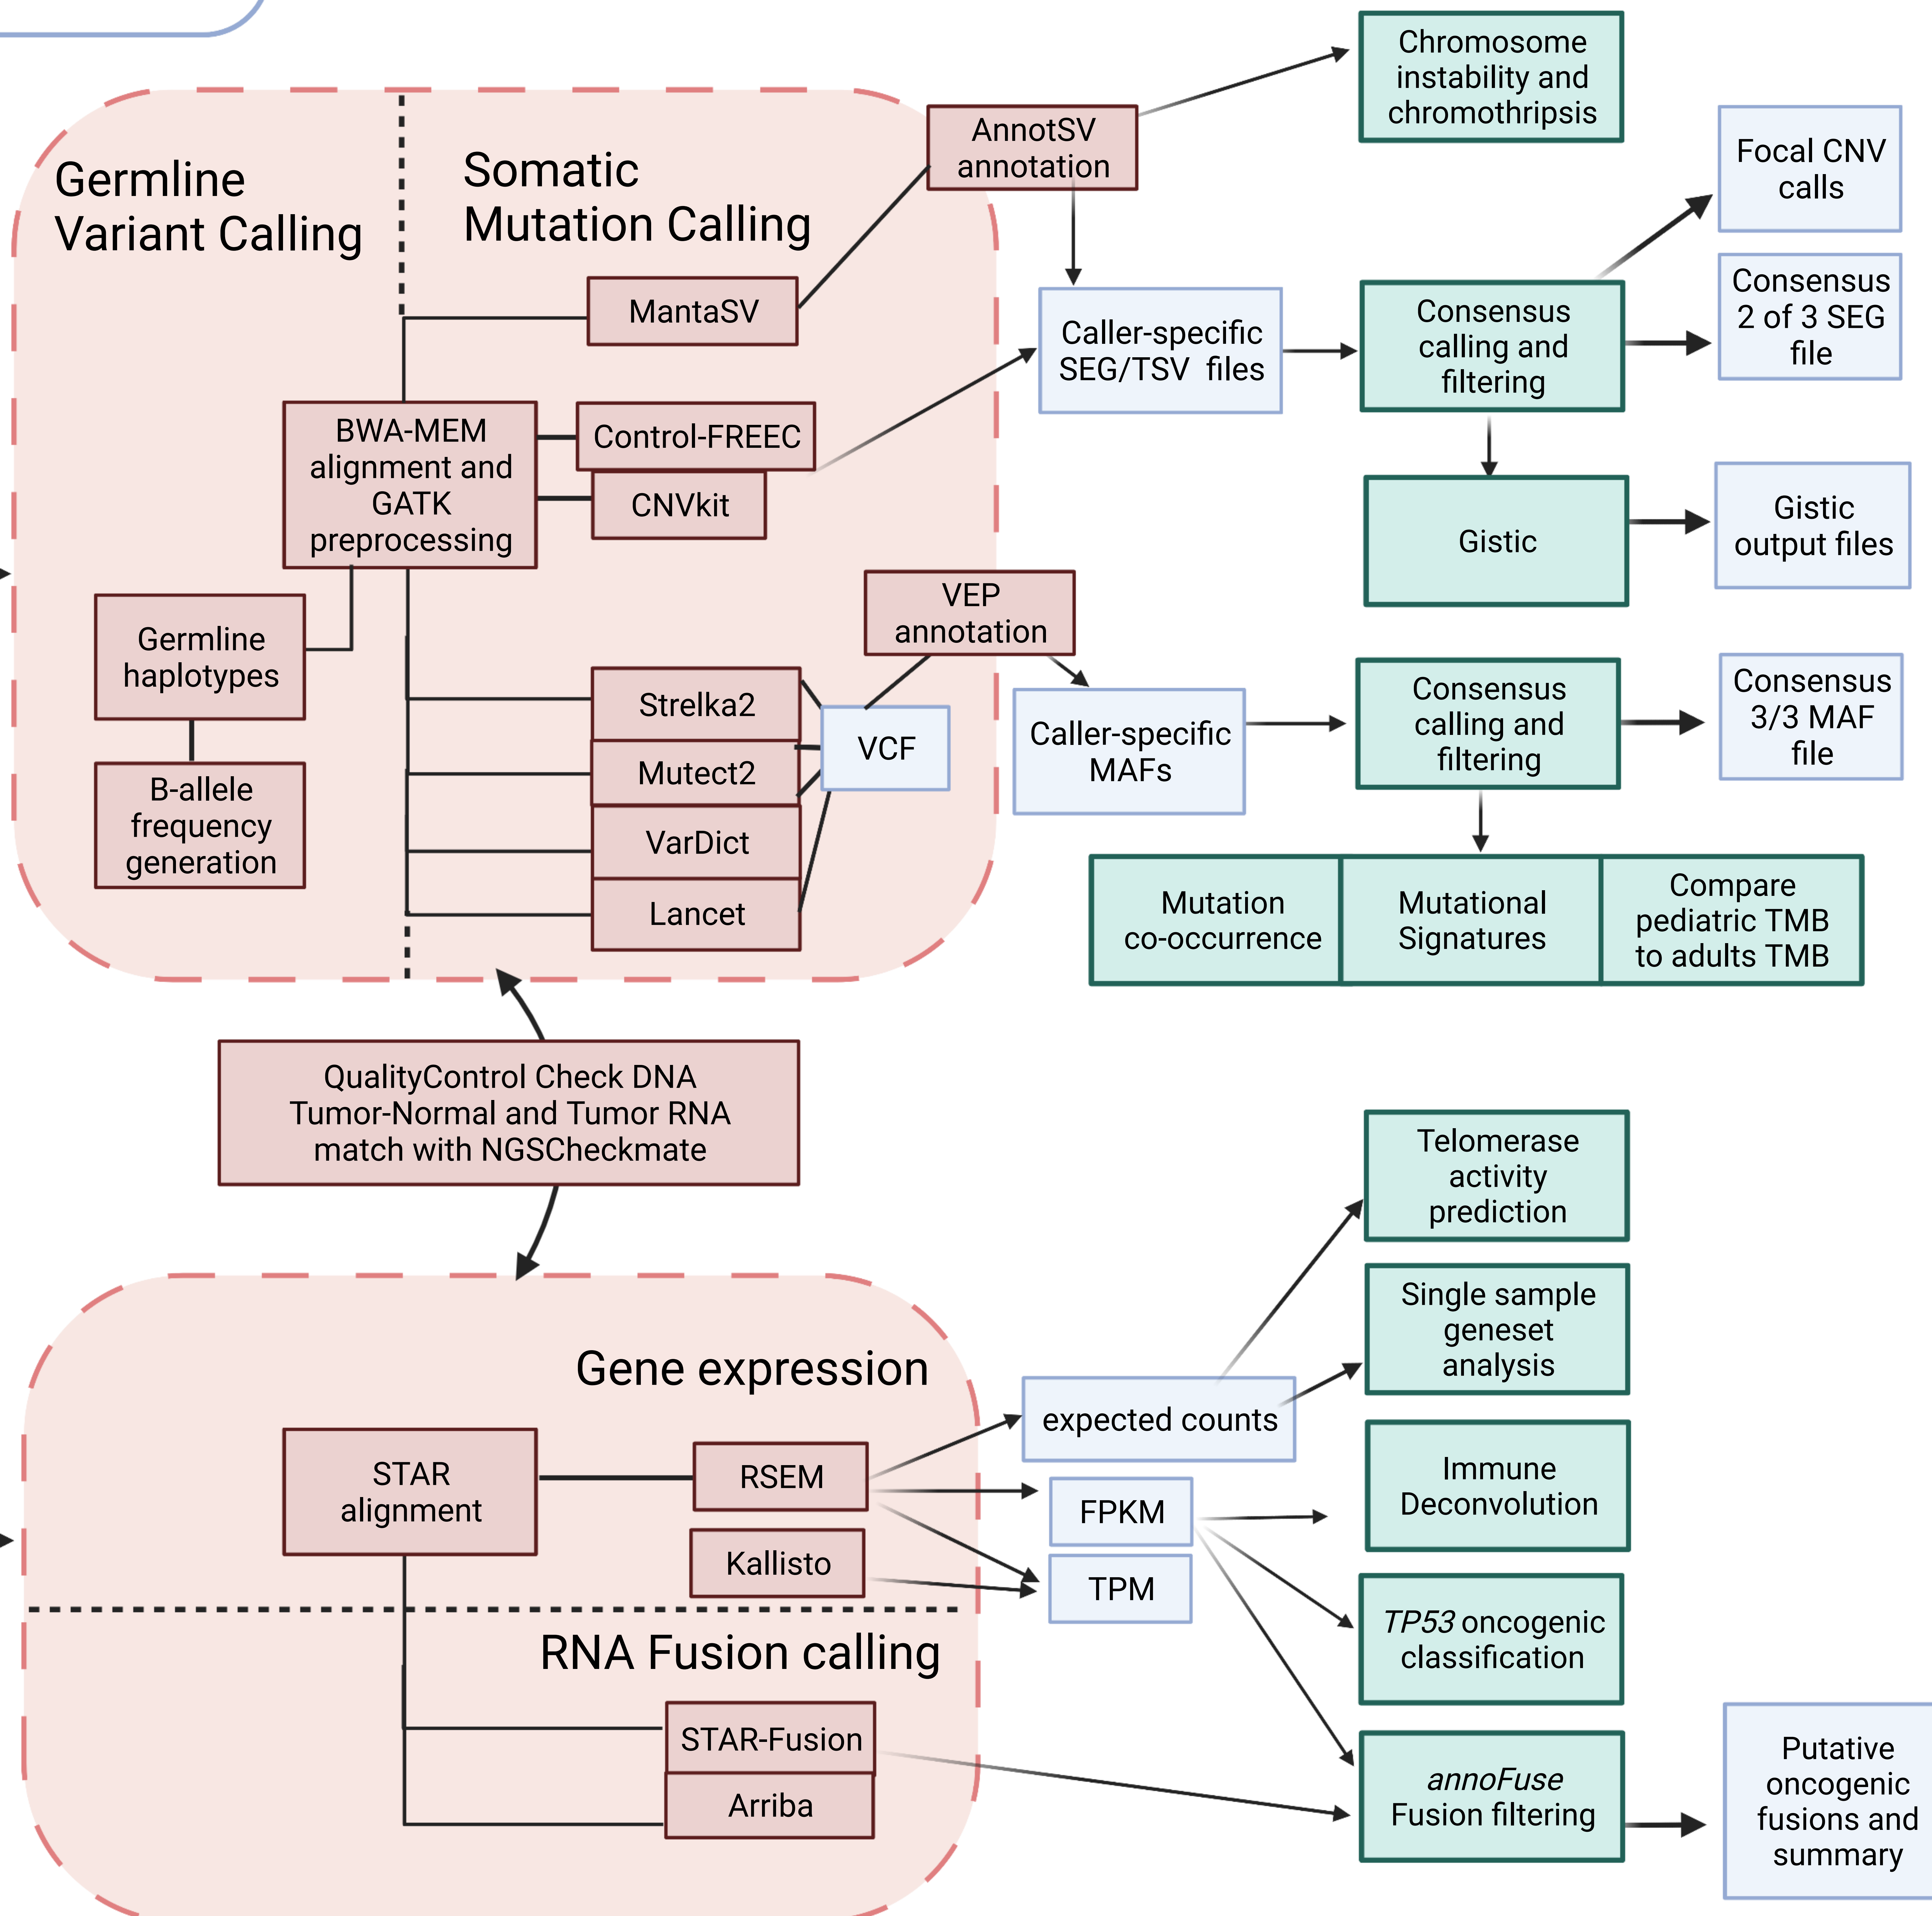 Chromosome
instability and
chromothripsis
AnnotSV
annotation
Focal CNV
calls
Germline
Variant Calling
Somatic
Mutation Calling
MantaSV
Caller-specific
SEG/TSV files
Consensus
calling and
filtering
Consensus
2 of 3 SEG
file
BWA-MEM
alignment and
GATK
preprocessing
Control-FREEC
CNVkit
Gistic
Gistic
output files
Germline
haplotypes
B-allele
frequency
generation
VEP
annotation
Strelka2
Mutect2
VarDict
Lancet
VCF
Caller-specific
MAFs
Consensus
calling and
filtering
Consensus
3/3 MAF
file
Mutation
co-occurrence
Mutational
Signatures
Compare
pediatric TMB
to adults TMB
QualityControl Check DNA
Tumor-Normal and Tumor RNA
match with NGSCheckmate
Telomerase
activity
prediction
Single sample
geneset
analysis
Gene expression
STAR
alignment
RSEM
Kallisto
expected counts
FPKM
TPM
Immune
Deconvolution
TP53 oncogenic
classification
RNA Fusion calling
STAR-Fusion
Arriba
annoFuse
Fusion filtering
Putative
oncogenic
fusions and
summary